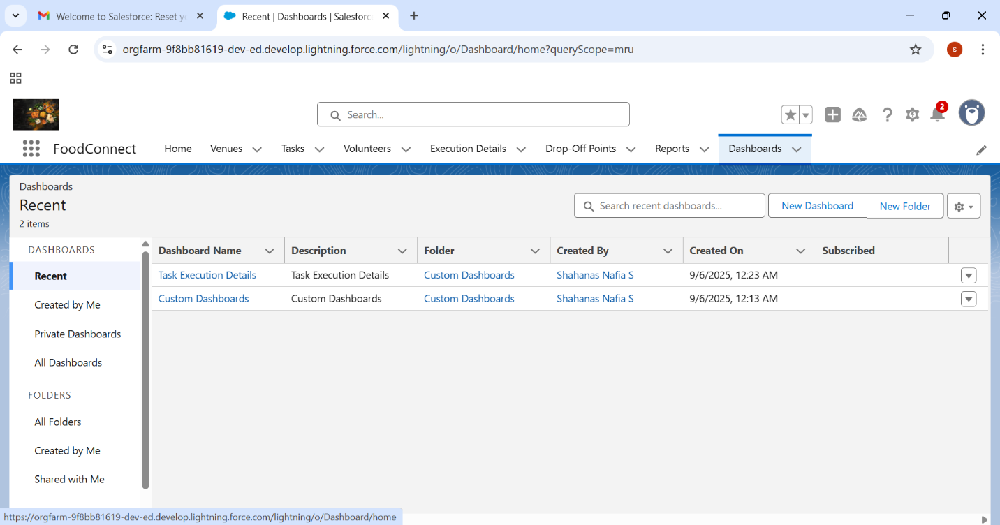 Welcome to Salesforce: Reset yo
Recent | Dashboards | Salesforc
orgfarm-9f8bb81619-dev-ed.develop.lightning.force.com/lightning/o/Dashboard/home?queryScope=mru
s
Search...
2
FoodConnect
Home
Venues
Tasks
Volunteers
Execution Details
Drop-Off Points
Reports
Dashboards
Dashboards
Recent
2 items
Search recent dashboards...
New Dashboard
New Folder
DASHBOARDS
Recent
Created by Me
Private Dashboards
All Dashboards
FOLDERS
All Folders
Created by Me
Shared with Me
Dashboard Name Description Folder Created By Created On Subscribed
Task Execution Details Task Execution Details Custom Dashboards Shahanas Nafia S 9/6/2025, 12:23 AM
Custom Dashboards Custom Dashboards Custom Dashboards Shahanas Nafia S 9/6/2025, 12:13 AM
https://orgfarm-9f8bb81619-dev-ed.develop.lightning.force.com/lightning/o/Dashboard/home